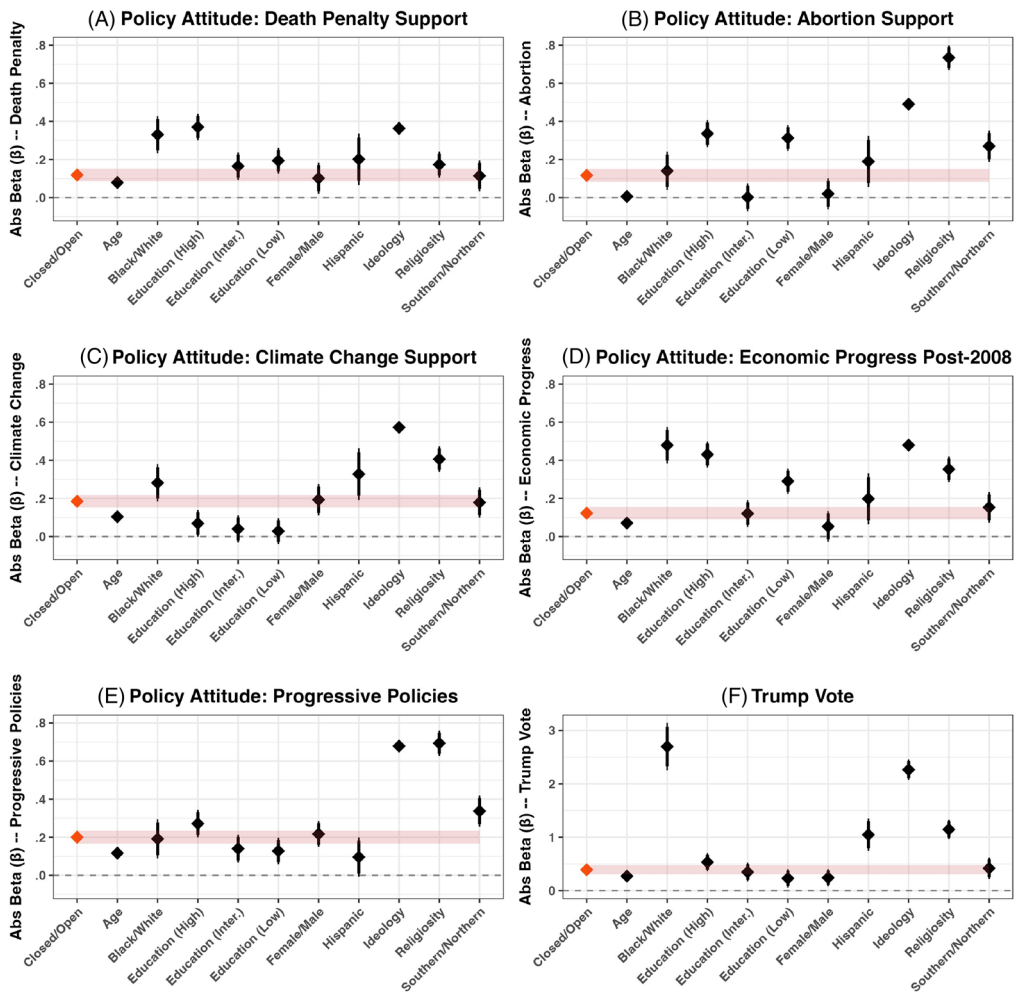 (A) Policy Attitude: Death Penalty Support
Abs Beta (β) -- Death Penalty
.8
.6
.4
.2
.0
Closed/Open
Age
Black/White
Education (High)
Education (Inter.)
Education (Low)
Female/Male
Hispanic
Ideology
Religiosity
Southern/Northern
(B) Policy Attitude: Abortion Support
Abs Beta (β) -- Abortion
.8
.6
.4
.2
.0
Closed/Open
Age
Black/White
Education (High)
Education (Inter.)
Education (Low)
Female/Male
Hispanic
Ideology
Religiosity
Southern/Northern
(C) Policy Attitude: Climate Change Support
Abs Beta (β) -- Climate Change
.8
.6
.4
.2
.0
Closed/Open
Age
Black/White
Education (High)
Education (Inter.)
Education (Low)
Female/Male
Hispanic
Ideology
Religiosity
Southern/Northern
(D) Policy Attitude: Economic Progress Post-2008
Abs Beta (β) -- Economic Progress
.8
.6
.4
.2
.0
Closed/Open
Age
Black/White
Education (High)
Education (Inter.)
Education (Low)
Female/Male
Hispanic
Ideology
Religiosity
Southern/Northern
(E) Policy Attitude: Progressive Policies
Abs Beta (β) -- Progressive Policies
.8
.6
.4
.2
.0
Closed/Open
Age
Black/White
Education (High)
Education (Inter.)
Education (Low)
Female/Male
Hispanic
Ideology
Religiosity
Southern/Northern
(F) Trump Vote
Abs Beta (β) -- Trump Vote
3
2
1
0
Closed/Open
Age
Black/White
Education (High)
Education (Inter.)
Education (Low)
Female/Male
Hispanic
Ideology
Religiosity
Southern/Northern